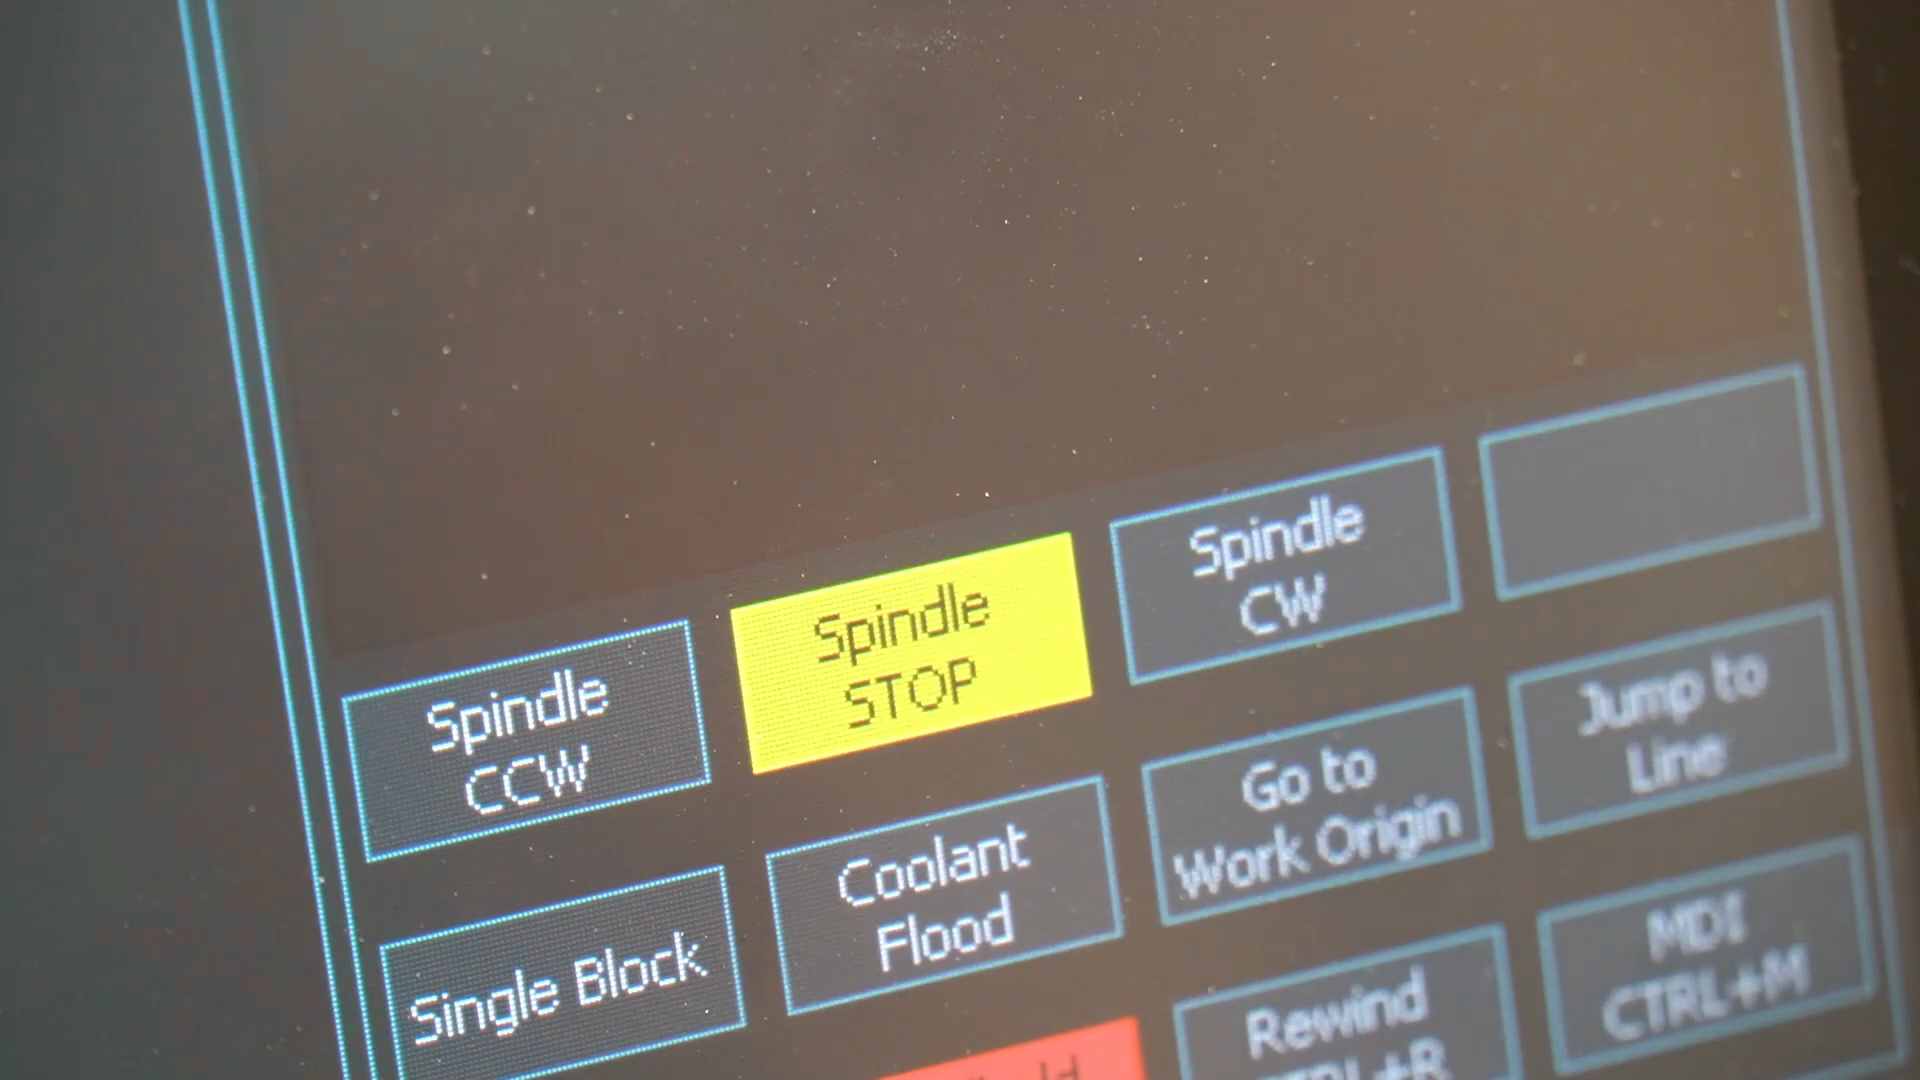 Spindle
CCW
Spindle
STOP
Spindle
CW
Single Block
Coolant
Flood
Go to
Work Origin
Jump to
Line
Rewind
MDI
CTRL+M